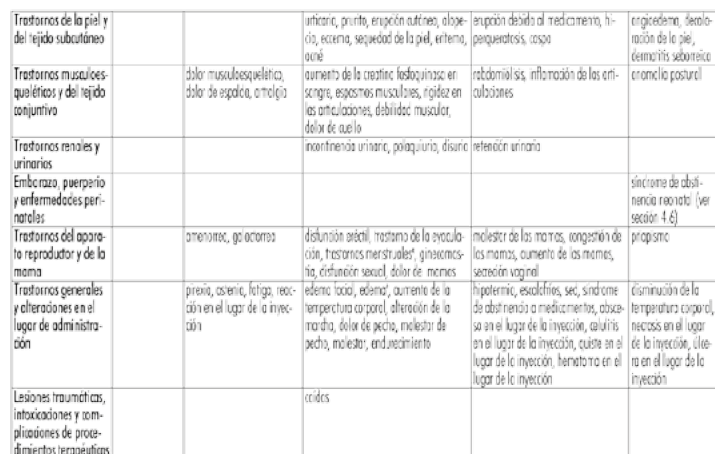 Trastornos de la piel y
del tejido subcutáneo
urticaria, prurito, erupción cutánea, alope-
cia, eccema, sequedad de la piel, eritema,
acné
erupción debida al medicamento, hi-
perqueratosis, caspa
angioedema, decolo-
ración de la piel,
dermatitis seborreica
Trastornos musculoes-
queléticos y del tejido
conjuntivo
dolor musculoesquelético,
dolor de espalda, artralgia
aumento de la creatina fosfoquinasa en
sangre, espasmos musculares, rigidez en
las articulaciones, debilidad muscular,
dolor de cuello
rabdomiólisis, inflamación de las arti-
culaciones
anomalía postural
Trastornos renales y
urinarios
incontinencia urinaria, polaquiuria, disuria
retención urinaria
Embarazo, puerperio
y enfermedades peri-
natales
síndrome de absti-
nencia neonatal (ver
sección 4.6)
Trastornos del apara-
to reproductor y de la
mama
amenorrea, galactorrea
disfunción eréctil, trastorno de la eyacula-
ción, trastornos menstruales, ginecomas-
tia, disfunción sexual, dolor de mamas
malestar de las mamas, congestión de
las mamas, aumento de las mamas,
secreción vaginal
priapismo
Trastornos generales
y alteraciones en el
lugar de administra-
ción
pirexia, astenia, fatiga, reac-
ción en el lugar de la inyec-
ción
edema facial, edema, aumento de la
temperatura corporal, alteración de la
marcha, dolor de pecho, malestar de
pecho, malestar, endurecimiento
hipotermia, escalofríos, sed, síndrome
de abstinencia a medicamentos, absce-
so en el lugar de la inyección, celulitis
en el lugar de la inyección, quiste en el
lugar de la inyección, hematoma en el
lugar de la inyección
disminución de la
temperatura corporal,
necrosis en el lugar
de la inyección, úlce-
ra en el lugar de la
inyección
Lesiones traumáticas,
intoxicaciones y com-
plicaciones de proce-
dimientos terapéuticos
caídas